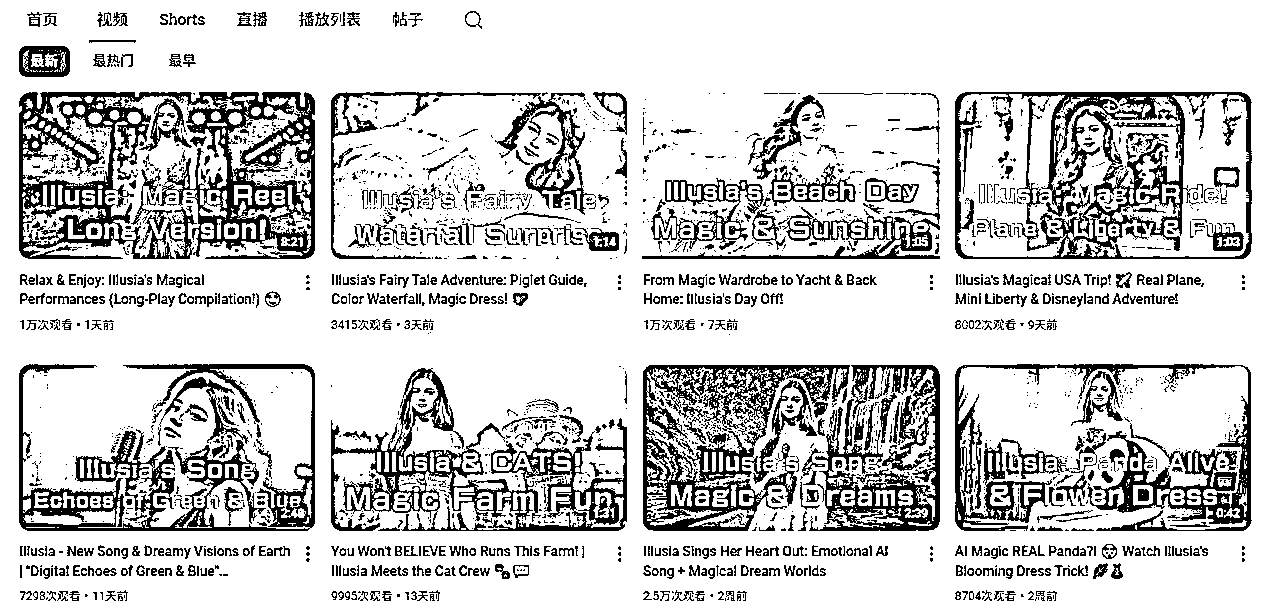 首页 视频 Shorts 直播 播放列表 帖子
最新 最热门 最早
Illusia: Magic Reel
Long Version!
8:21
Illusia's Fairy Tale
Waterfall Surprise
1:14
Illusia's Beach Day
Magic & Sunshine
1:05
Illusia: Magic Ride!
Plane & Liberty & Fun
1:03
Relax & Enjoy: Illusia's Magical
Performances (Long-Play Compilation!) 😍
1万次观看・1天前
Illusia's Fairy Tale Adventure: Piglet Guide,
Color Waterfall, Magic Dress!
3415次观看・3天前
From Magic Wardrobe to Yacht & Back
Home: Illusia's Day Off!
1万次观看・7天前
Illusia's Magical USA Trip! Real Plane,
Mini Liberty & Disneyland Adventure!
8602次观看・9天前
Illusia's Song
Echoes of Green & Blue
Illusia & CATS!
Magic Farm Fun
Illusia's Song
Magic & Dreams
Illusia: Panda Alive!
& Flower Dress
0:42
Illusia - New Song & Dreamy Visions of Earth
| "Digital Echoes of Green & Blue"...
7298次观看・11天前
You Won't BELIEVE Who Runs This Farm! |
Illusia Meets the Cat Crew
9995次观看・13天前
Illusia Sings Her Heart Out: Emotional AI
Song + Magical Dream Worlds
2.5万次观看・2周前
AI Magic REAL Panda?! Watch Illusia's
Blooming Dress Trick!
8704次观看・2周前